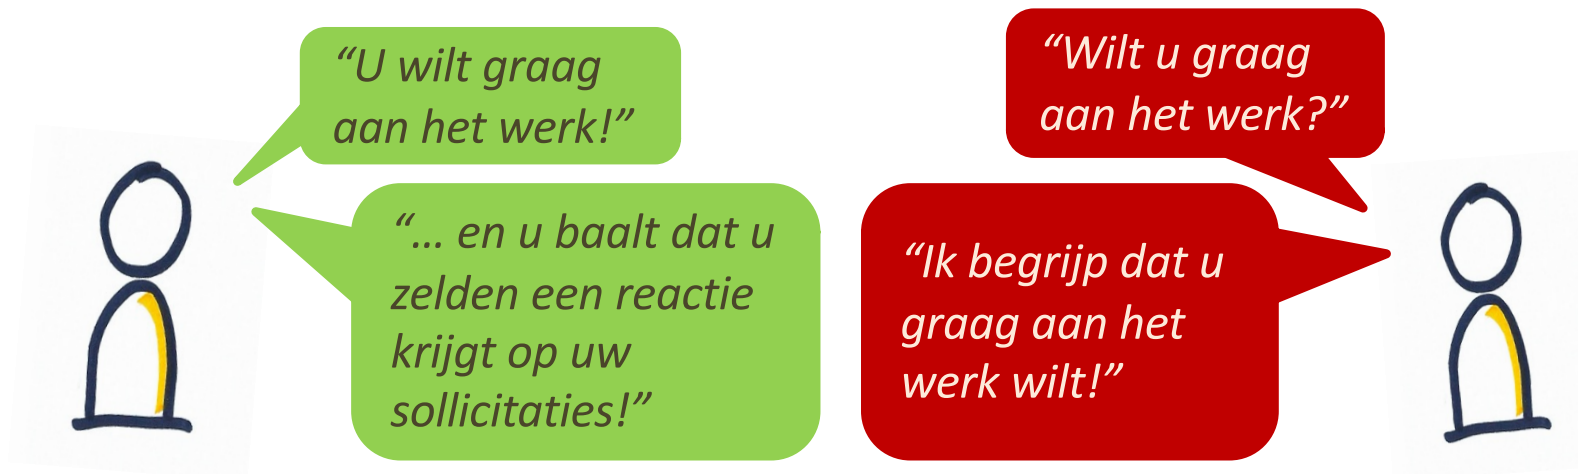 “U wilt graag
aan het werk!”
“... en u baalt dat u
zelden een reactie
krijgt op uw
sollicitaties!”
“Wilt u graag
aan het werk?”
“Ik begrijp dat u
graag aan het
werk wilt!”